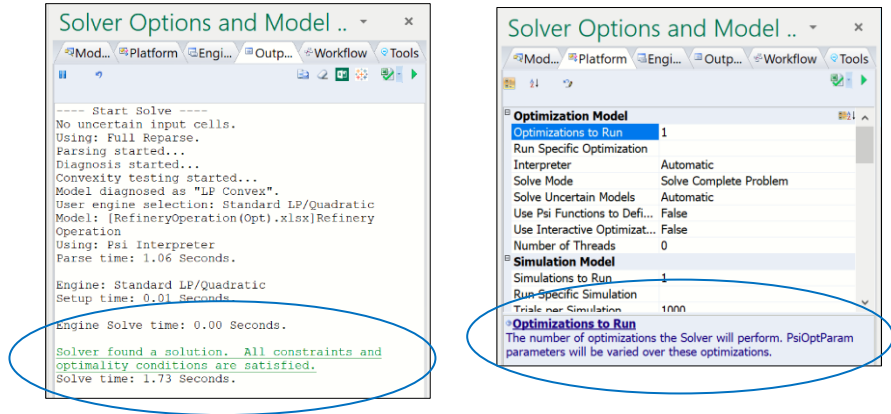 Solver Options and Model ..
Mod... Platform Engi... Outp... Workflow Tools
---- Start Solve ----
No uncertain input cells.
Using: Full Reparse.
Parsing started...
Diagnosis started...
Convexity testing started...
Model diagnosed as "LP Convex".
User engine selection: Standard LP/Quadratic
Model: [RefineryOperation(Opt).xlsx]Refinery
Operation
Using: Psi Interpreter
Parse time: 1.06 Seconds.
Engine: Standard LP/Quadratic
Setup time: 0.01 Seconds.
Engine Solve time: 0.00 Seconds.
Solver found a solution. All constraints and
optimality conditions are satisfied.
Solve time: 1.73 Seconds.
Solver Options and Model ..
Mod... Platform Engi... Outp... Workflow Tools
Optimization Model
Optimizations to Run 1
Run Specific Optimization
Interpreter Automatic
Solve Mode Solve Complete Problem
Solve Uncertain Models Automatic
Use Psi Functions to Defi... False
Use Interactive Optimizat... False
Number of Threads 0
Simulation Model
Simulations to Run 1
Run Specific Simulation
Trials per Simulation 1000
Optimizations to Run
The number of optimizations the Solver will perform. PsiOptParam
parameters will be varied over these optimizations.